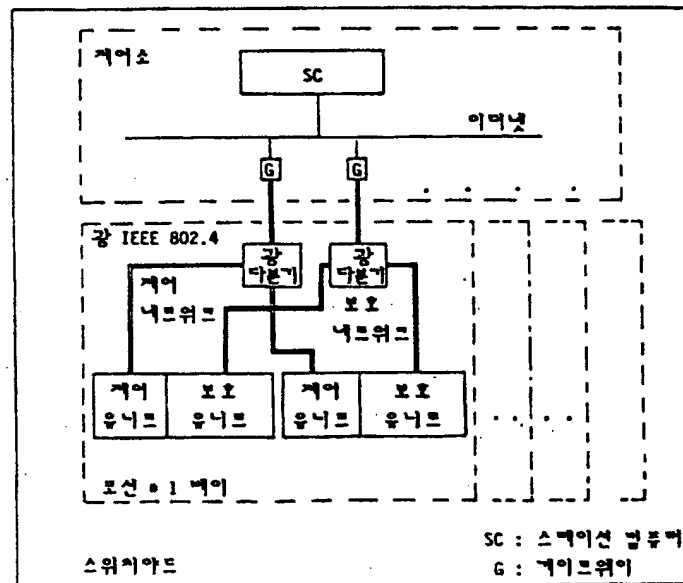 제어소
SC
이더넷
G
G
광 IEEE 802.4
광
다분기
광
다분기
제어
네트워크
보호
네트워크
제어
유니트
보호
유니트
제어
유니트
보호
유니트
모선 # 1 베이
스위치야드
SC : 스테이션 컴퓨터
G : 게이트웨이